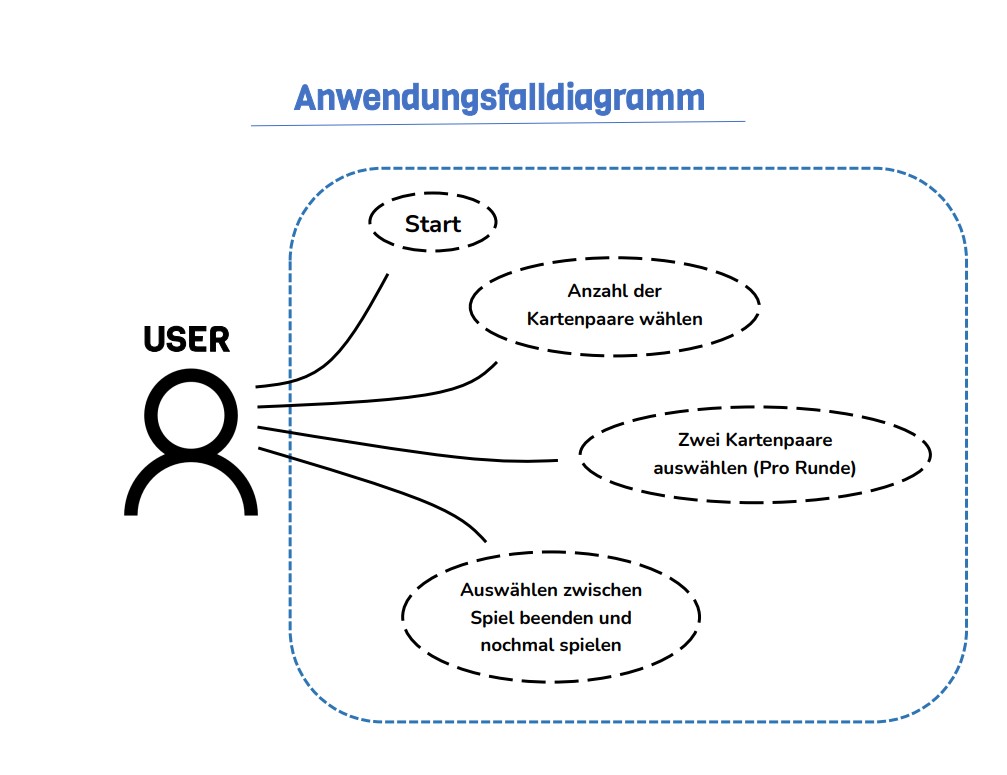 Anwendungsfalldiagramm
Start
Anzahl der
Kartenpaare wählen
USER
Zwei Kartenpaare
auswählen (Pro Runde)
Auswählen zwischen
Spiel beenden und
nochmal spielen